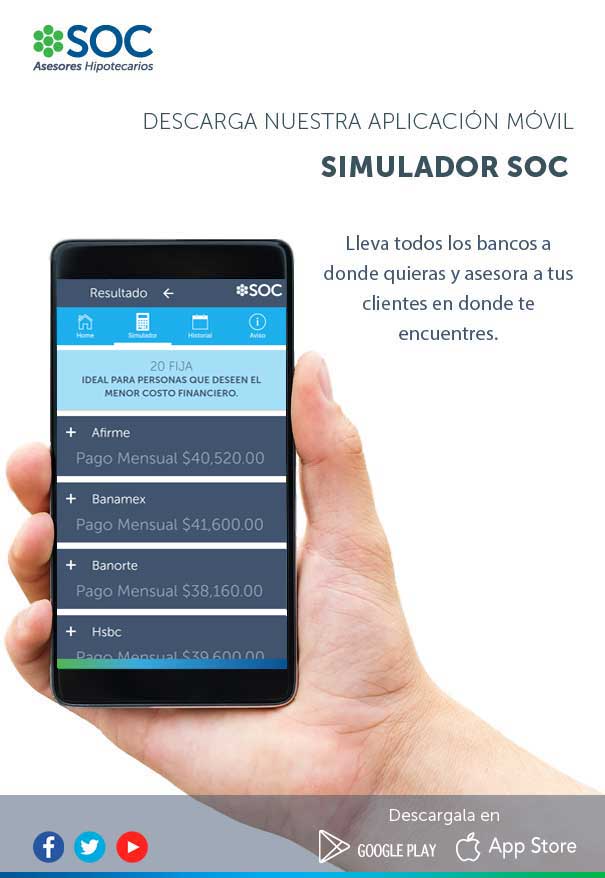 SOC
Asesores Hipotecarios
DESCARGA NUESTRA APLICACIÓN MÓVIL
SIMULADOR SOC
Lleva todos los bancos a
donde quieras y asesora a tus
clientes en donde te
encuentres.
Resultado SOC
Home Simulador Historial Aviso
20 FIJA
IDEAL PARA PERSONAS QUE DESEEN EL
MENOR COSTO FINANCIERO.
+ Afirme
Pago Mensual $40,520.00
+ Banamex
Pago Mensual $41,600.00
+ Banorte
Pago Mensual $38,160.00
+ Hsbc
Pago Mensual $39,600.00
Descargala en
GOOGLE PLAY App Store